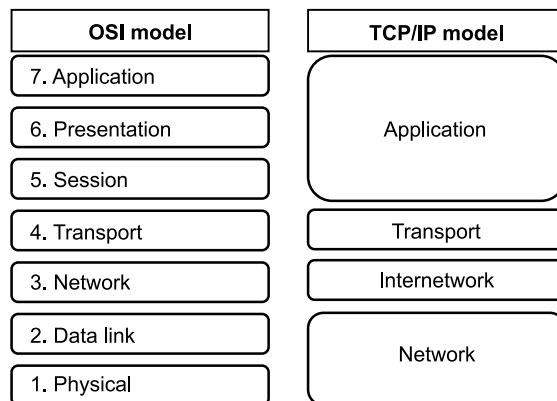 OSI model
7. Application
6. Presentation
5. Session
4. Transport
3. Network
2. Data link
1. Physical
TCP/IP model
Application
Transport
Internetwork
Network